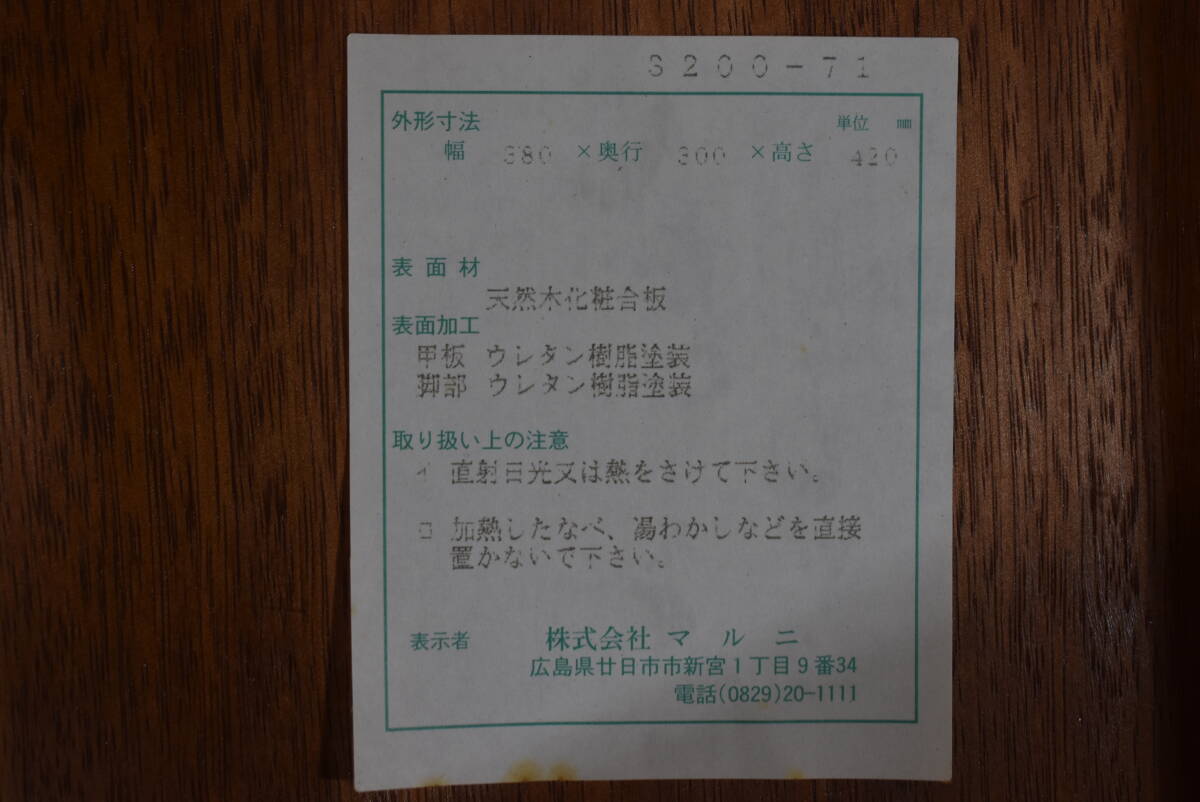 S200-71
外形寸法 単位 ㎜
幅 380 ×奥行 300 ×高さ 420
表面材
天然木化粧合板
表面加工
甲板 ウレタン樹脂塗装
脚部 ウレタン樹脂塗装
取り扱い上の注意
イ 直射日光又は熱をさけて下さい。
ロ 加熱したなべ、湯わかしなどを直接
置かないで下さい。
表示者 株式会社 マルニ
広島県廿日市市新宮1丁目9番34
電話(0829)20-1111